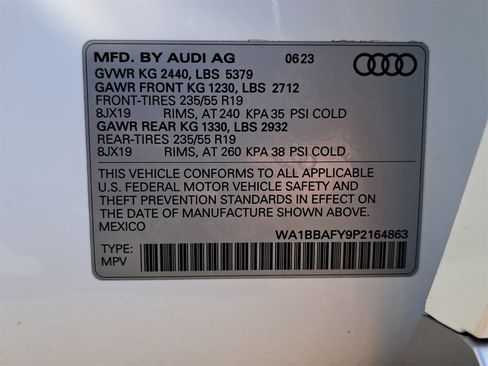 MFD. BY AUDI AG 06.23
GVWR KG 2440, LBS 5379
GAWR FRONT KG 1230, LBS 2712
FRONT-TIRES 235/55 R19
8JX19 RIMS, AT 240 KPA 35 PSI COLD
GAWR REAR KG 1330, LBS 2932
REAR-TIRES 235/55 R19
8JX19 RIMS, AT 260 KPA 38 PSI COLD
THIS VEHICLE CONFORMS TO ALL APPLICABLE
U.S. FEDERAL MOTOR VEHICLE SAFETY AND
THEFT PREVENTION STANDARDS IN EFFECT ON
THE DATE OF MANUFACTURE SHOWN ABOVE.
MEXICO
WA1BBAFY9P2164863
TYPE:
MPV